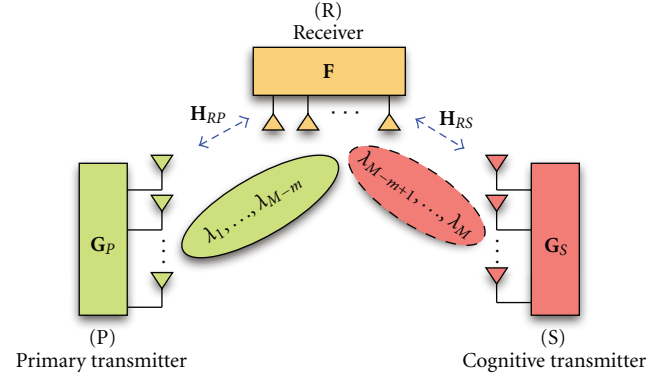 (R)
Receiver
F
H_RP
H_RS
· · ·
λ_1, . . . , λ_{M−m}
λ_{M−m+1}, . . . , λ_M
G_P
G_S
(P)
Primary transmitter
(S)
Cognitive transmitter